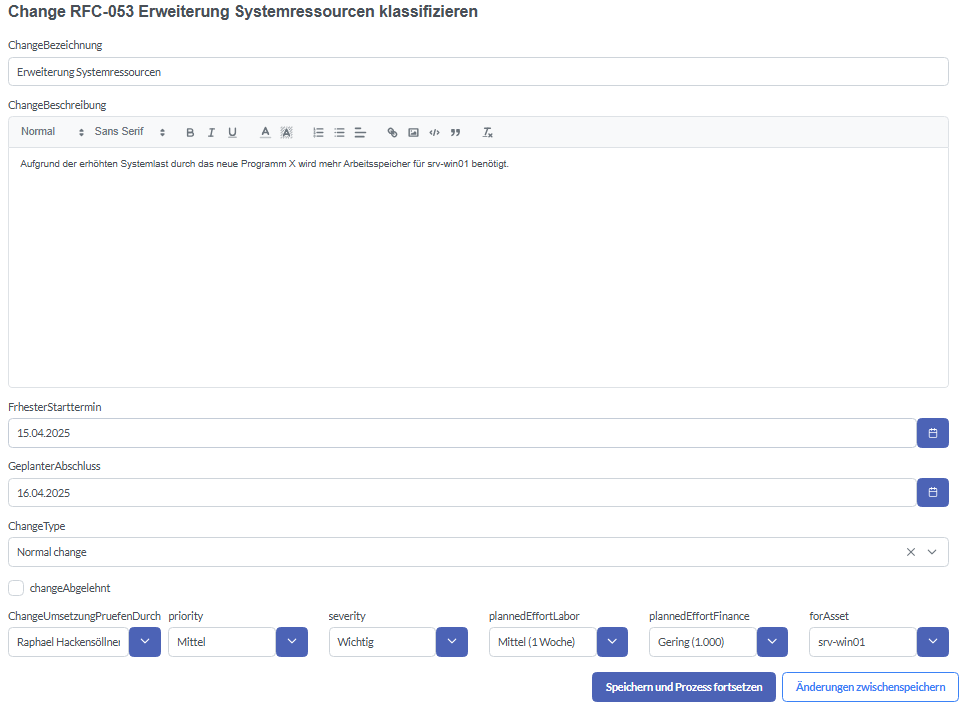 Change RFC-053 Erweiterung Systemressourcen klassifizieren
ChangeBezeichnung
Erweiterung Systemressourcen
ChangeBeschreibung
Normal Sans Serif B I U A A
Aufgrund der erhöhten Systemlast durch das neue Programm X wird mehr Arbeitsspeicher für srv-win01 benötigt.
FrhesterStarttermin
15.04.2025
GeplanterAbschluss
16.04.2025
ChangeType
Normal change
changeAbgelehnt
ChangeUmsetzungPruefenDurch priority severity plannedEffortLabor plannedEffortFinance forAsset
Raphael Hackensöllner Mittel Wichtig Mittel (1 Woche) Gering (1.000) srv-win01
Speichern und Prozess fortsetzen Änderungen zwischenspeichern